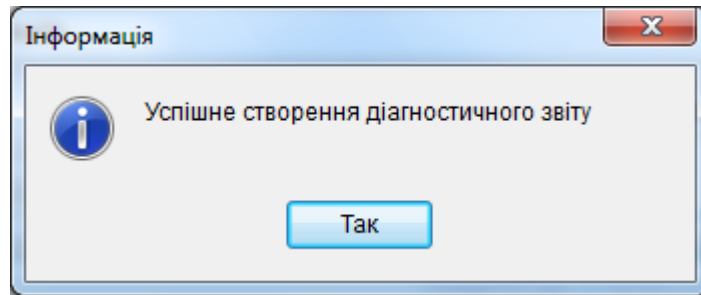 Інформація
Успішне створення діагностичного звіту
Так